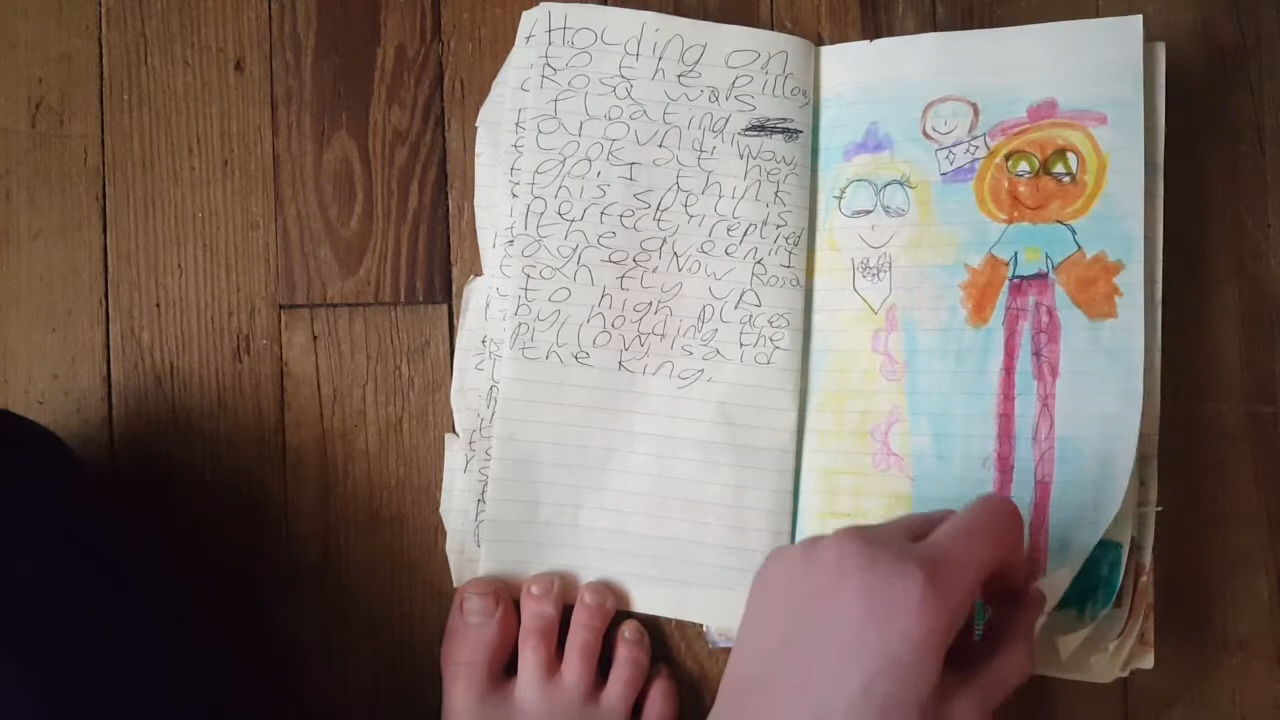 Holding on
to the pillow,
Rosa was
floating
around. Wow,
look at her
go. I think
this spell is
perfect, replied
the queen. I
agree. Now Rosa
can fly up
to high places
by holding the
pillow, said
the king.